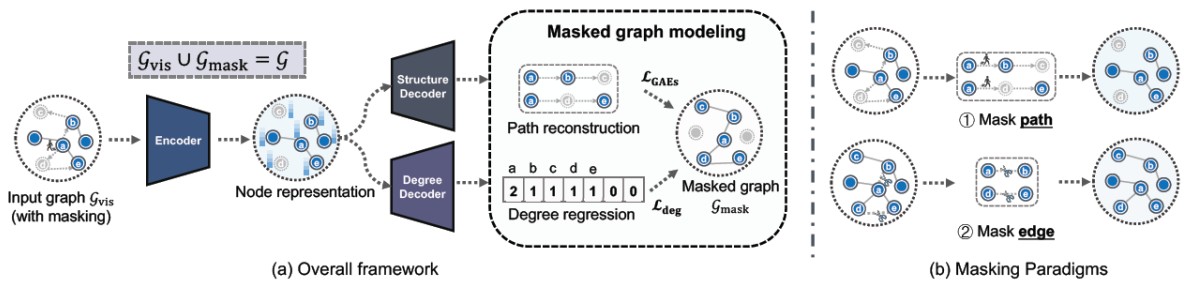 𝒢vis ∪ 𝒢mask = 𝒢
c
b
a
d
e
Input graph 𝒢vis
(with masking)
Encoder
c
b
a
d
e
Node representation
Structure
Decoder
Degree
Decoder
Masked graph modeling
a b c
a d e
Path reconstruction
ℒGAEs
a b c d e
2 1 1 1 1 0 0
Degree regression
ℒdeg
c
b
a
d e
Masked graph
𝒢mask
(a) Overall framework
c
b
a
d
e
a b c
a d e
c
b
a
d
e
① Mask path
c
b
a
d
e
a b
d e
c
b
a
d
e
② Mask edge
(b) Masking Paradigms